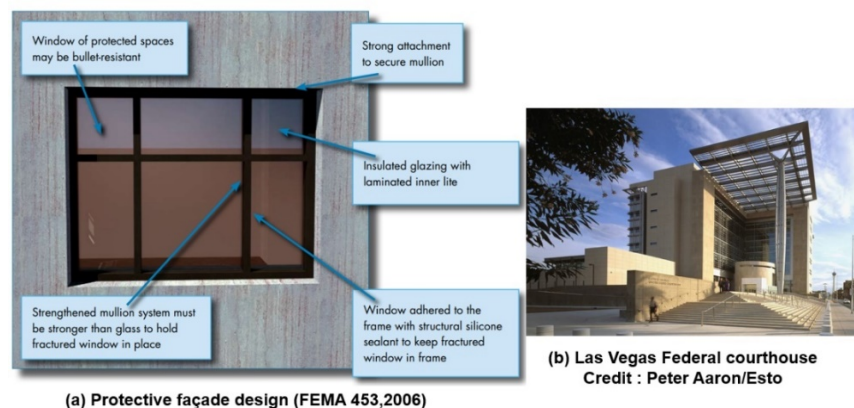 Window of protected spaces
may be bullet-resistant
Strong attachment
to secure mullion
Insulated glazing with
laminated inner lite
Strengthened mullion system must
be stronger than glass to hold
fractured window in place
Window adhered to the
frame with structural silicone
sealant to keep fractured
window in frame
(a) Protective façade design (FEMA 453,2006)
(b) Las Vegas Federal courthouse
Credit : Peter Aaron/Esto